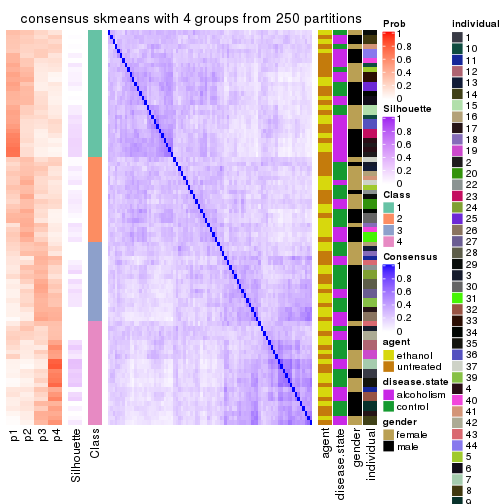 consensus skmeans with 4 groups from 250 partitions
p1
p2
p3
p4
Silhouette
Class
agent
disease.state
gender
individual
Prob
1
0.8
0.6
0.4
0.2
0
Silhouette
1
0.8
0.6
0.4
0.2
0
Class
1
2
3
4
Consensus
1
0.8
0.6
0.4
0.2
0
agent
ethanol
untreated
disease.state
alcoholism
control
gender
female
male
individual
1
10
11
12
13
14
15
16
17
18
19
2
20
22
23
24
25
26
27
28
29
3
30
31
32
33
34
35
36
37
39
4
40
41
42
43
44
5
6
7
8
9